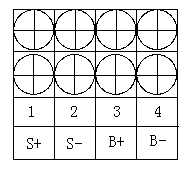 1 2 3 4
S+ S- B+ B-